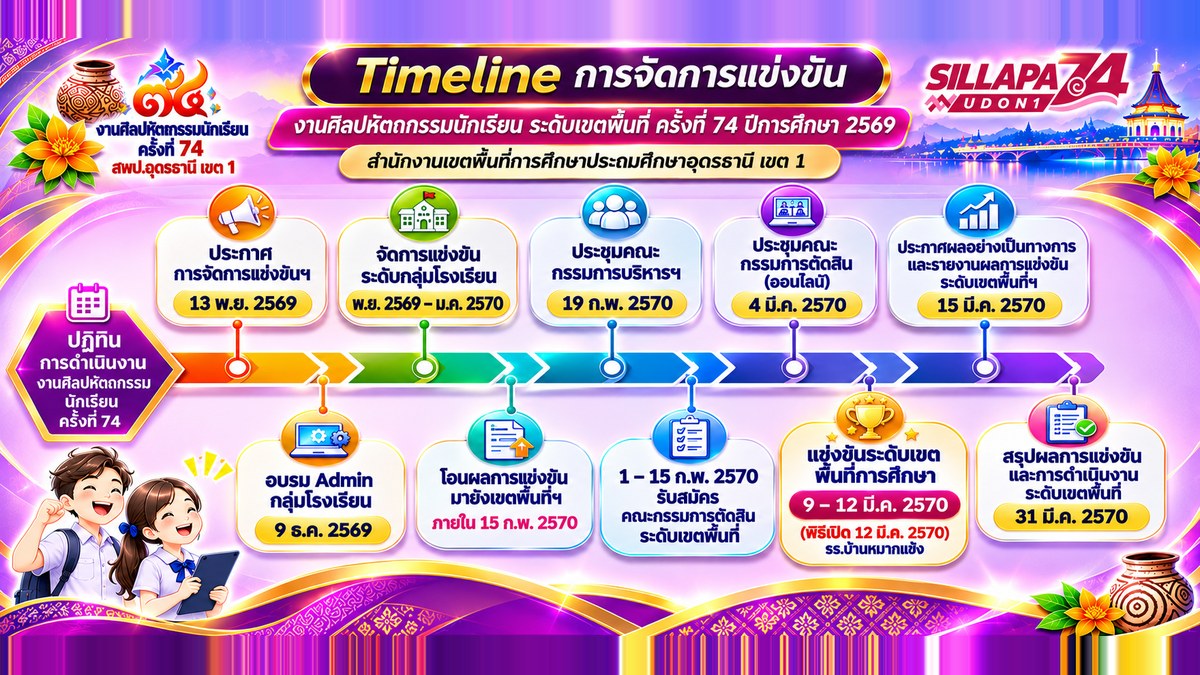 Timeline การจัดการแข่งขัน
งานศิลปหัตถกรรมนักเรียน ระดับเขตพื้นที่ ครั้งที่ 74 ปีการศึกษา 2569
สำนักงานเขตพื้นที่การศึกษาประถมศึกษาอุดรธานี เขต 1
๗๔
งานศิลปหัตถกรรมนักเรียน
ครั้งที่ 74
สพป.อุดรธานี เขต 1
SILLAPA 74
UDON1
ปฏิทิน
การดำเนินงาน
งานศิลปหัตถกรรม
นักเรียน
ครั้งที่ 74
ประกาศ
การจัดการแข่งขันฯ
13 พ.ย. 2569
อบรม Admin
กลุ่มโรงเรียน
9 ธ.ค. 2569
จัดการแข่งขัน
ระดับกลุ่มโรงเรียน
พ.ย. 2569 – ม.ค. 2570
โอนผลการแข่งขัน
มายังเขตพื้นที่ฯ
ภายใน 15 ก.พ. 2570
ประชุมคณะ
กรรมการบริหารฯ
19 ก.พ. 2570
1 – 15 ก.พ. 2570
รับสมัคร
คณะกรรมการตัดสิน
ระดับเขตพื้นที่
ประชุมคณะ
กรรมการตัดสิน
(ออนไลน์)
4 มี.ค. 2570
แข่งขันระดับเขต
พื้นที่การศึกษา
9 – 12 มี.ค. 2570
(พิธีเปิด 12 มี.ค. 2570)
รร.บ้านหมากแข้ง
ประกาศผลอย่างเป็นทางการ
และรายงานผลการแข่งขัน
ระดับเขตพื้นที่ฯ
15 มี.ค. 2570
สรุปผลการแข่งขัน
และการดำเนินงาน
ระดับเขตพื้นที่
31 มี.ค. 2570